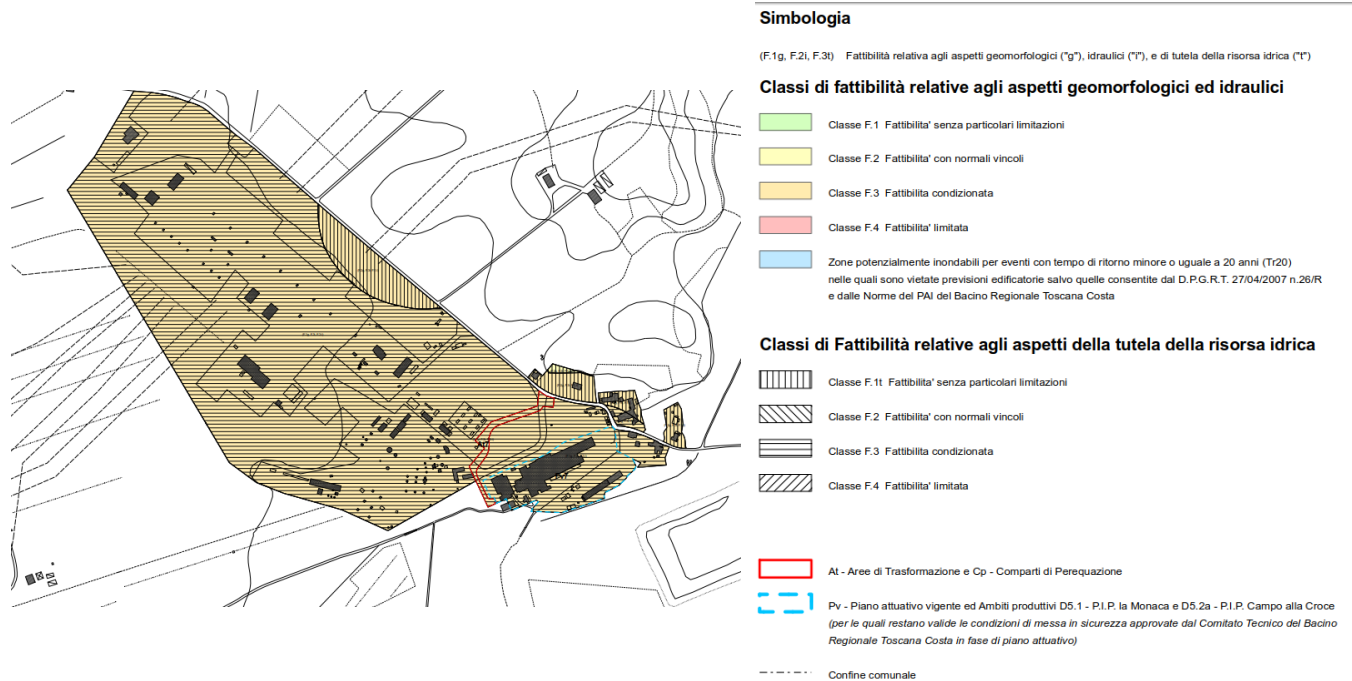 Simbologia
(F.1g, F.2i, F.3t) Fattibilità relativa agli aspetti geomorfologici ("g"), idraulici ("i"), e di tutela della risorsa idrica ("t")
Classi di fattibilità relative agli aspetti geomorfologici ed idraulici
Classe F.1 Fattibilita' senza particolari limitazioni
Classe F.2 Fattibilita' con normali vincoli
Classe F.3 Fattibilita condizionata
Classe F.4 Fattibilita' limitata
Zone potenzialmente inondabili per eventi con tempo di ritorno minore o uguale a 20 anni (Tr20)
nelle quali sono vietate previsioni edificatorie salvo quelle consentite dal D.P.G.R.T. 27/04/2007 n.26/R
e dalle Norme del PAI del Bacino Regionale Toscana Costa
Classi di Fattibilità relative agli aspetti della tutela della risorsa idrica
Classe F.1t Fattibilita' senza particolari limitazioni
Classe F.2 Fattibilita' con normali vincoli
Classe F.3 Fattibilita condizionata
Classe F.4 Fattibilita' limitata
At - Aree di Trasformazione e Cp - Comparti di Perequazione
Pv - Piano attuativo vigente ed Ambiti produttivi D5.1 - P.I.P. la Monaca e D5.2a - P.I.P. Campo alla Croce
(per le quali restano valide le condizioni di messa in sicurezza approvate dal Comitato Tecnico del Bacino
Regionale Toscana Costa in fase di piano attuativo)
Confine comunale